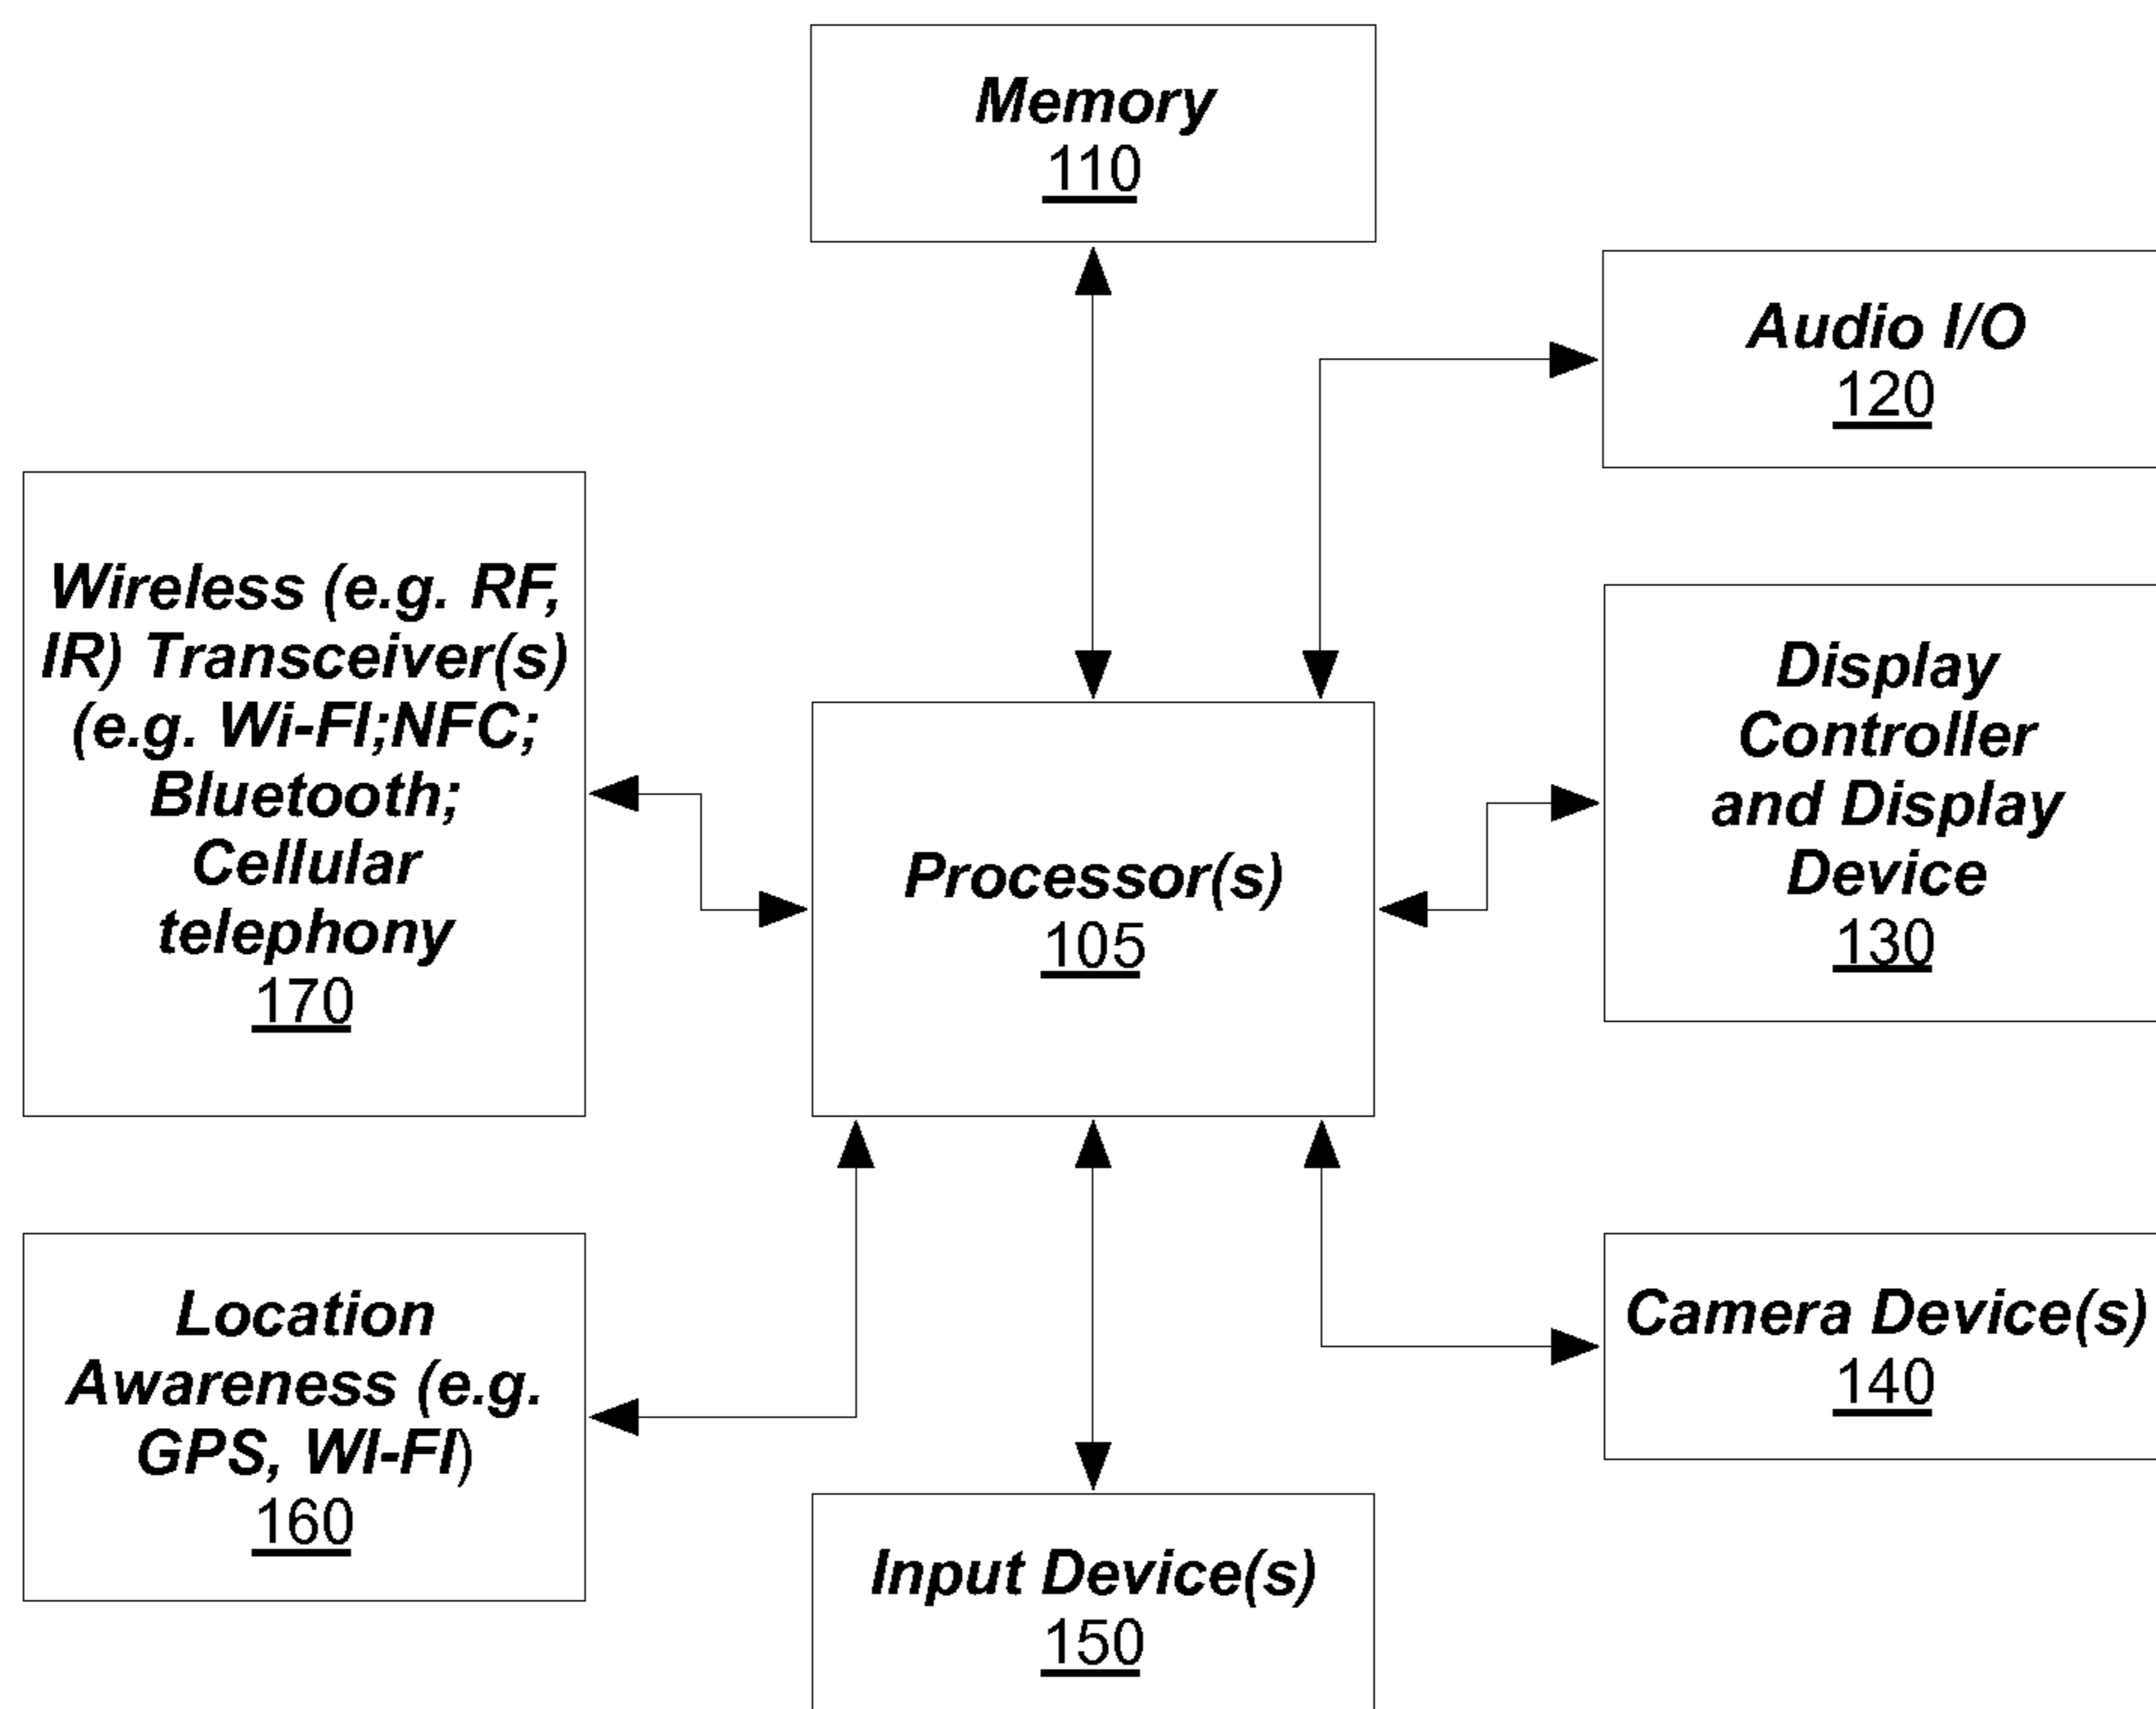 Memory
110
Audio I/O
120
Wireless (e.g. RF,
IR) Transceiver(s)
(e.g. Wi-FI;NFC;
Bluetooth;
Cellular
telephony
170
Processor(s)
105
Display
Controller
and Display
Device
130
Location
Awareness (e.g.
GPS, WI-FI)
160
Input Device(s)
150
Camera Device(s)
140